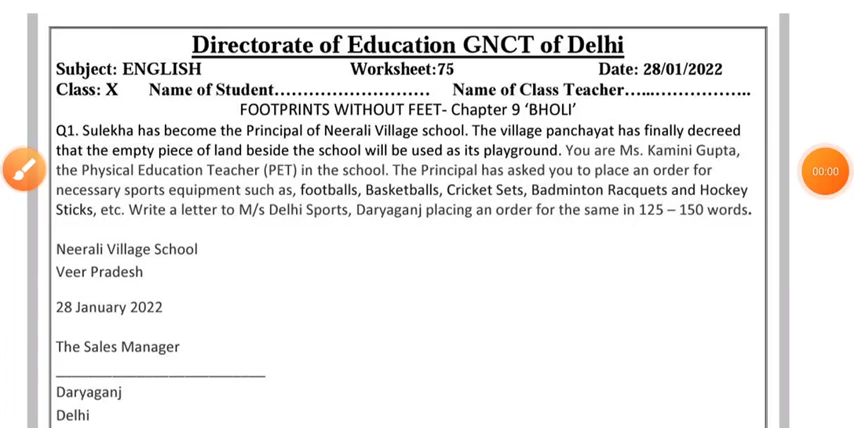 Directorate of Education GNCT of Delhi
Subject: ENGLISH Worksheet:75 Date: 28/01/2022
Class: X Name of Student........................... Name of Class Teacher........................
FOOTPRINTS WITHOUT FEET- Chapter 9 ‘BHOLI’
Q1. Sulekha has become the Principal of Neerali Village school. The village panchayat has finally decreed
that the empty piece of land beside the school will be used as its playground. You are Ms. Kamini Gupta,
the Physical Education Teacher (PET) in the school. The Principal has asked you to place an order for
necessary sports equipment such as, footballs, Basketballs, Cricket Sets, Badminton Racquets and Hockey
Sticks, etc. Write a letter to M/s Delhi Sports, Daryaganj placing an order for the same in 125 – 150 words.
Neerali Village School
Veer Pradesh
28 January 2022
The Sales Manager
___________________________
Daryaganj
Delhi
00:00